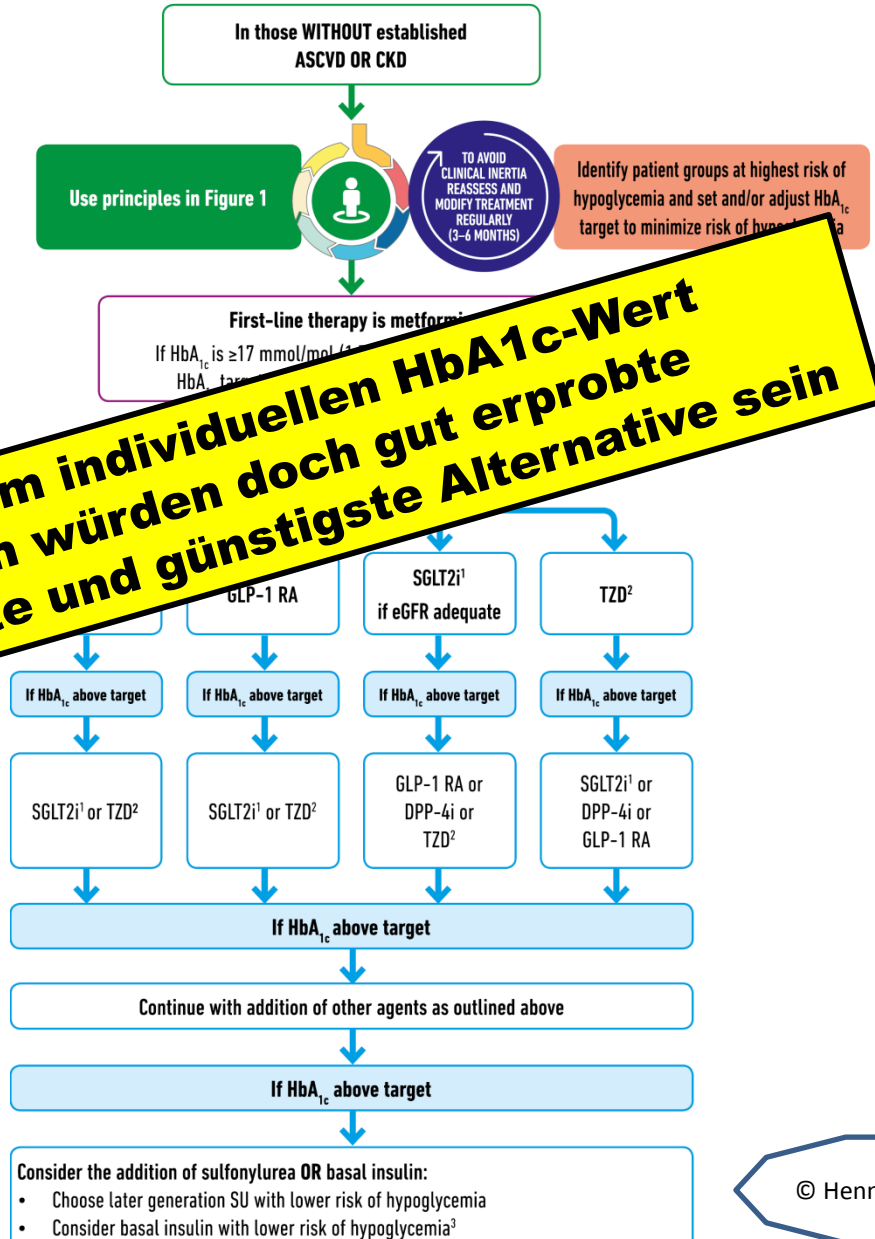 In those WITHOUT established
ASCVD OR CKD
Use principles in Figure 1
TO AVOID
CLINICAL INERTIA
REASSESS AND
MODIFY TREATMENT
REGULARLY
(3–6 MONTHS)
Identify patient groups at highest risk of
hypoglycemia and set and/or adjust HbA1c
target to minimize risk of
First-line therapy is
If HbA1c is ≥17 mmol/mol
individuellen HbA1c-Wert
würden doch gut erprobte
und günstigste Alternative sein
GLP-1 RA
SGLT2i¹
if eGFR adequate
TZD²
If HbA1c above target
If HbA1c above target
If HbA1c above target
If HbA1c above target
SGLT2i¹ or TZD²
SGLT2i¹ or TZD²
GLP-1 RA or
DPP-4i or
TZD²
SGLT2i¹ or
DPP-4i or
GLP-1 RA
If HbA1c above target
Continue with addition of other agents as outlined above
If HbA1c above target
Consider the addition of sulfonylurea OR basal insulin:
• Choose later generation SU with lower risk of hypoglycemia
• Consider basal insulin with lower risk of hypoglycemia³
©